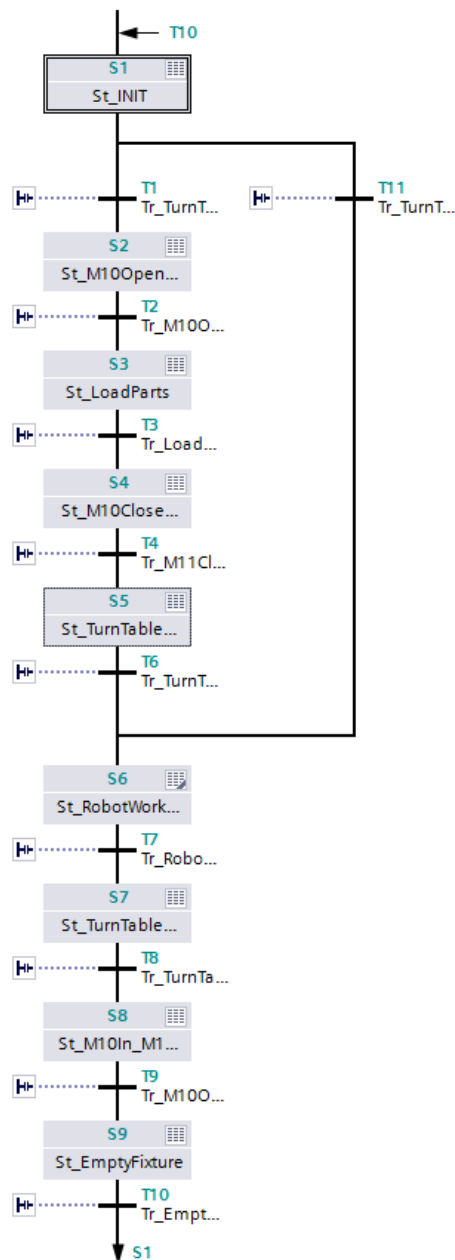 T10
S1
St_INIT
T1
Tr_TurnT...
T11
Tr_TurnT...
S2
St_M10Open...
T2
Tr_M10O...
S3
St_LoadParts
T3
Tr_Load...
S4
St_M10Close...
T4
Tr_M11Cl...
S5
St_TurnTable...
T6
Tr_TurnT...
S6
St_RobotWork...
T7
Tr_Robo...
S7
St_TurnTable...
T8
Tr_TurnTa...
S8
St_M10In_M1...
T9
Tr_M10O...
S9
St_EmptyFixture
T10
Tr_Empt...
S1